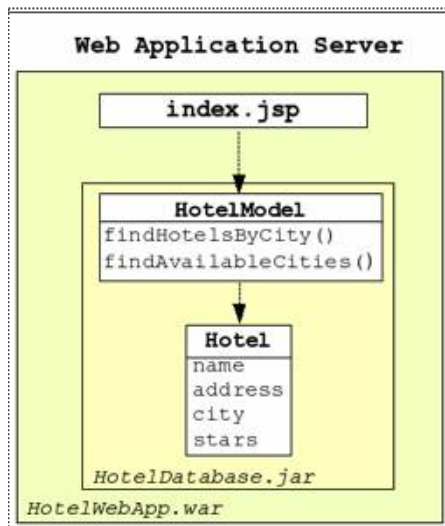 Web Application Server
index.jsp
HotelModel
findHotelsByCity()
findAvailableCities()
Hotel
name
address
city
stars
HotelDatabase.jar
HotelWebApp.war